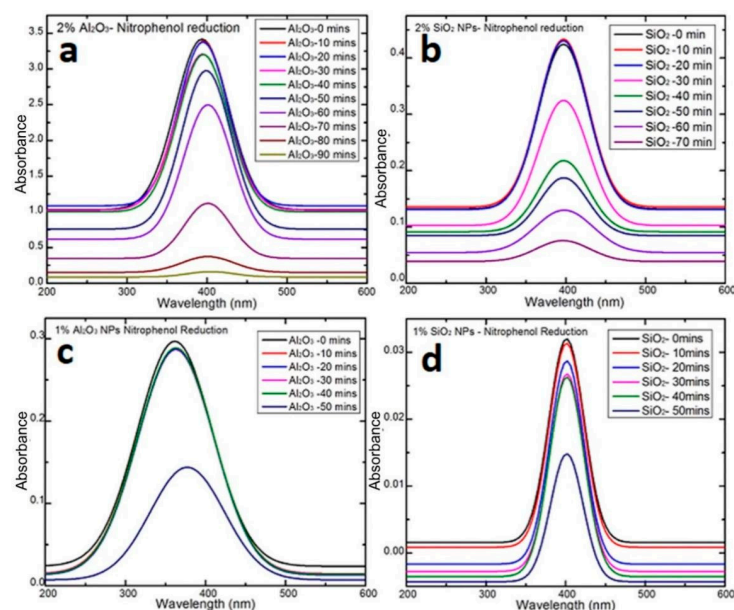 2% Al₂O₃- Nitrophenol reduction
a
Al₂O₃-0 mins
Al₂O₃-10 mins
Al₂O₃-20 mins
Al₂O₃-30 mins
Al₂O₃-40 mins
Al₂O₃-50 mins
Al₂O₃-60 mins
Al₂O₃-70 mins
Al₂O₃-80 mins
Al₂O₃-90 mins
3.5
3.0
2.5
2.0
1.5
1.0
0.5
0.0
Absorbance
200 300 400 500 600
Wavelength (nm)
2% SiO₂ NPs- Nitrophenol reduction
b
SiO₂ -0 min
SiO₂ -10 min
SiO₂ -20 min
SiO₂ -30 min
SiO₂ -40 min
SiO₂ -50 min
SiO₂ -60 min
SiO₂ -70 min
0.4
0.3
0.2
0.1
0.0
Absorbance
200 300 400 500 600
Wavelength (nm)
1% Al₂O₃ NPs Nitrophenol Reduction
c
Al₂O₃ -0 mins
Al₂O₃ -10 mins
Al₂O₃ -20 mins
Al₂O₃ -30 mins
Al₂O₃ -40 mins
Al₂O₃ -50 mins
0.3
0.2
0.1
0.0
Absorbance
200 300 400 500 600
Wavelength (nm)
1% SiO₂ NPs - Nitrophenol Reduction
d
SiO₂- 0mins
SiO₂- 10mins
SiO₂- 20mins
SiO₂- 30mins
SiO₂- 40mins
SiO₂- 50mins
0.03
0.02
0.01
0.00
Absorbance
200 300 400 500 600
Wavelength (nm)